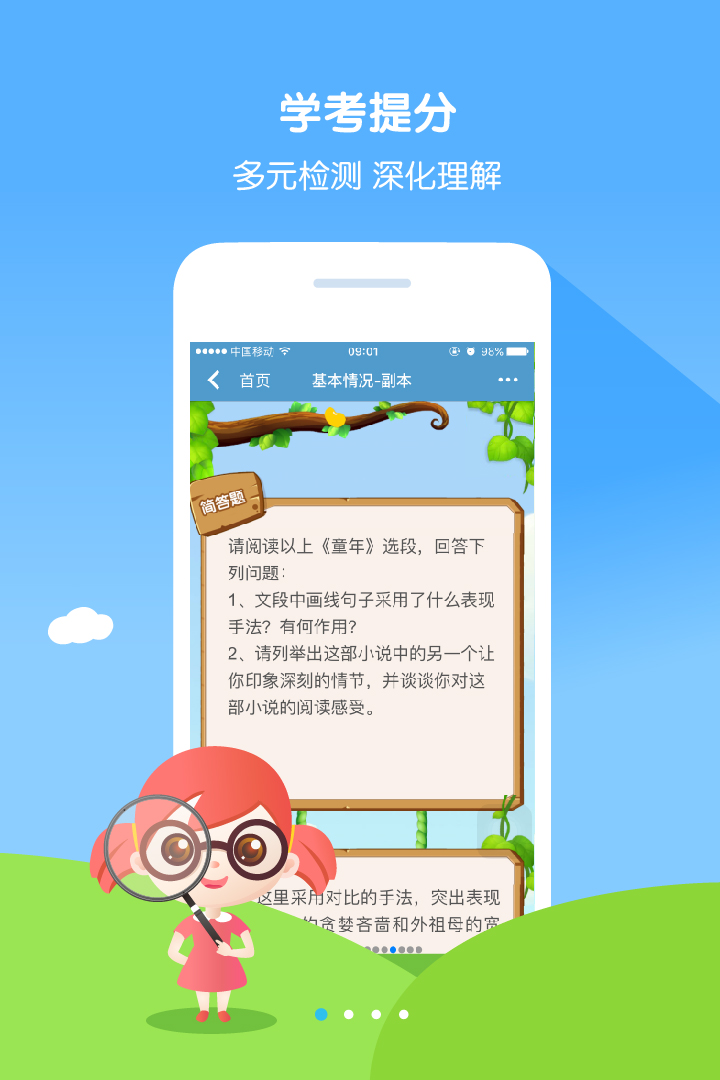 学考提分
多元检测 深化理解
中国移动 09:01 98%
首页 基本情况-副本
简答题
请阅读以上《童年》选段，回答下
列问题：
1、文段中画线句子采用了什么表现
手法？有何作用？
2、请列举出这部小说中的另一个让
你印象深刻的情节，并谈谈你对这
部小说的阅读感受。
这里采用对比的手法，突出表现
的贪婪吝啬和外祖母的宽